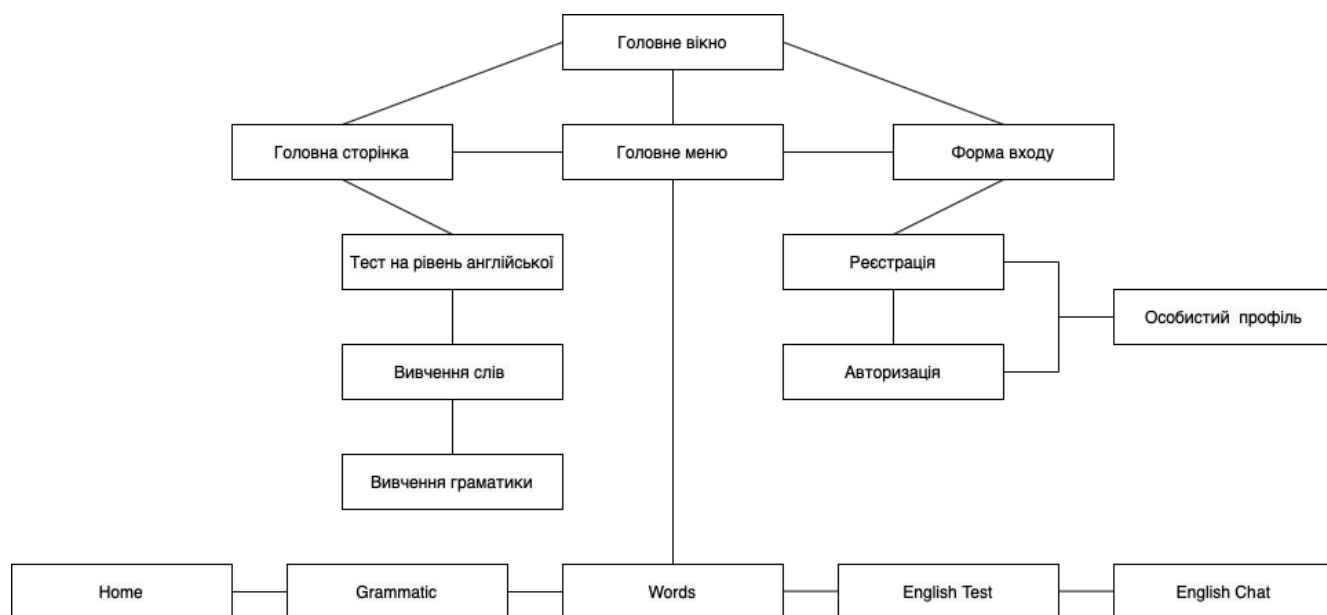 Головне вікно
Головна сторінка
Головне меню
Форма входу
Тест на рівень англійської
Реєстрація
Особистий профіль
Вивчення слів
Авторизація
Вивчення граматики
Home
Grammatic
Words
English Test
English Chat